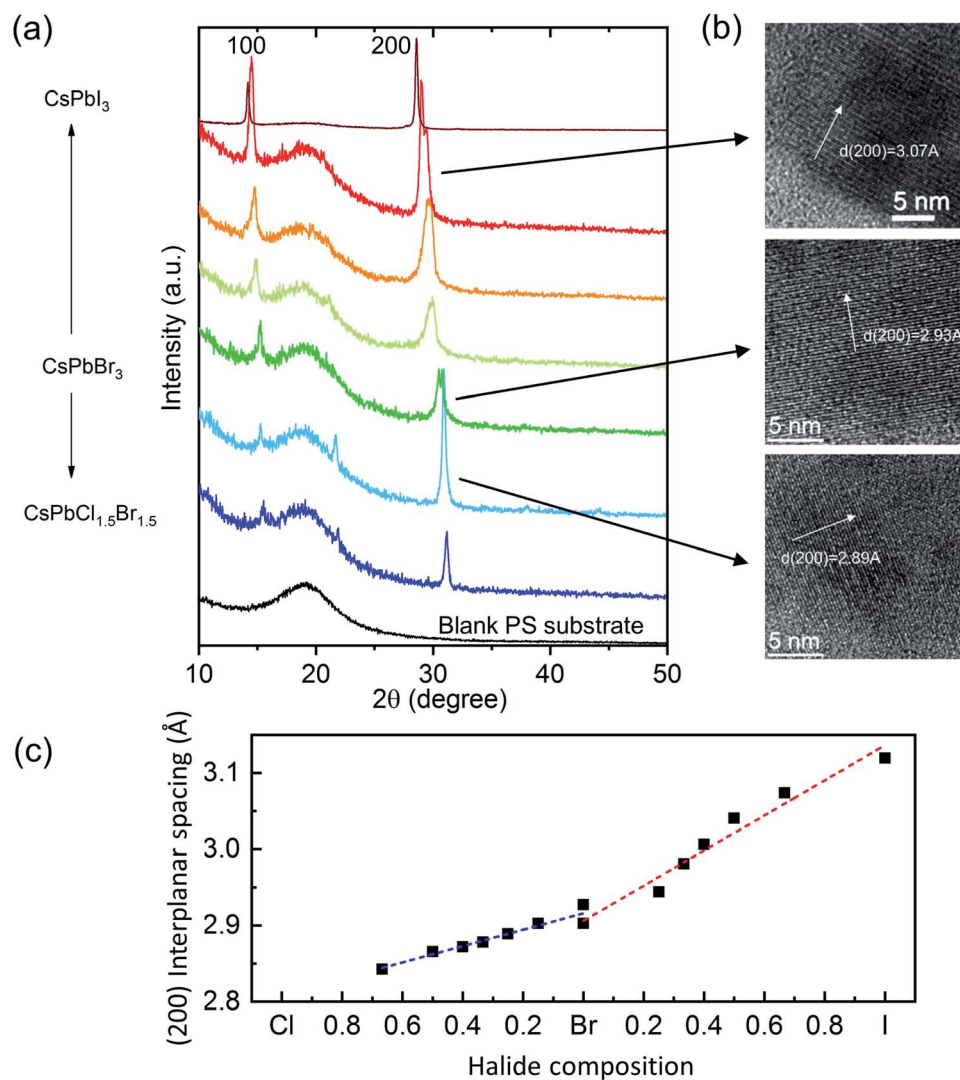 (a)
100
200
CsPbI₃
CsPbBr₃
CsPbCl₁.₅Br₁.₅
Intensity (a.u.)
Blank PS substrate
10
20
30
40
50
2θ (degree)
(b)
d(200)=3.07A
5 nm
d(200)=2.93A
5 nm
d(200)=2.89A
5 nm
(c)
(200) Interplanar spacing (Å)
3.1
3.0
2.9
2.8
Cl
0.8
0.6
0.4
0.2
Br
0.2
0.4
0.6
0.8
I
Halide composition